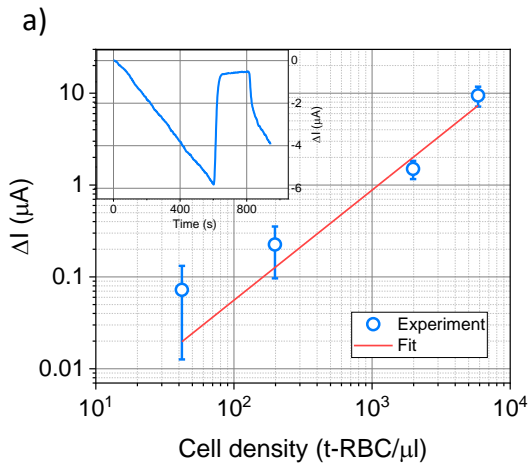 a)
ΔI (μA)
10
1
0.1
0.01
10¹ 10² 10³ 10⁴
Cell density (t-RBC/μl)
0
-2
-4
-6
ΔI (μA)
0 400 800
Time (s)
Experiment
Fit